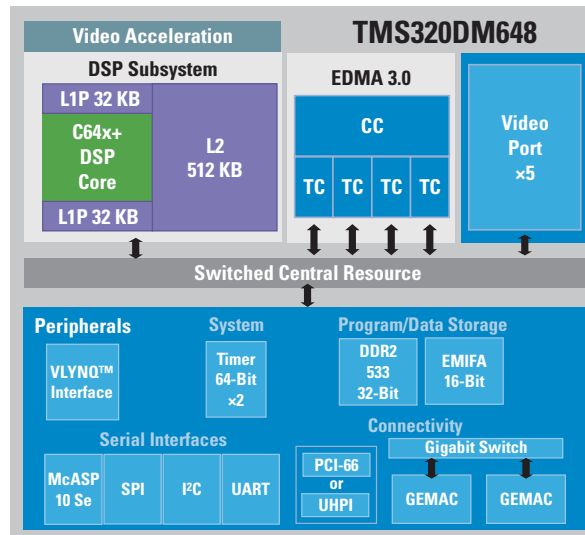 Video Acceleration
TMS320DM648
DSP Subsystem
L1P 32 KB
C64x+
DSP
Core
L1P 32 KB
L2
512 KB
EDMA 3.0
CC
TC TC TC TC
Video
Port
×5
Switched Central Resource
Peripherals
VLYNQ™
Interface
System
Timer
64-Bit
×2
Program/Data Storage
DDR2
533
32-Bit
EMIFA
16-Bit
Serial Interfaces
McASP
10 Se
SPI
I²C
UART
Connectivity
PCI-66
or
UHPI
Gigabit Switch
GEMAC
GEMAC